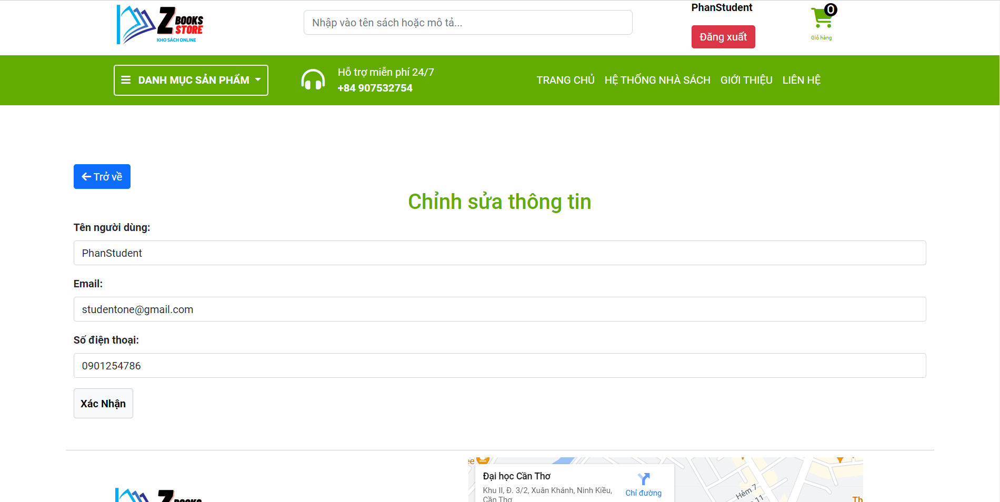 Z BOOKS
STORE
KHO SÁCH ONLINE
Nhập vào tên sách hoặc mô tả...
PhanStudent
Đăng xuất
0
Giỏ hàng
DANH MỤC SẢN PHẨM
Hỗ trợ miễn phí 24/7
+84 907532754
TRANG CHỦ HỆ THỐNG NHÀ SÁCH GIỚI THIỆU LIÊN HỆ
Trở về
Chỉnh sửa thông tin
Tên người dùng:
PhanStudent
Email:
studentone@gmail.com
Số điện thoại:
0901254786
Xác Nhận
Z BOOKS
ee
Đại học Cần Thơ
Khu II, Đ. 3/2, Xuân Khánh, Ninh Kiều,
Cần Thơ
Chỉ đường
Hẻm 7
11
Th